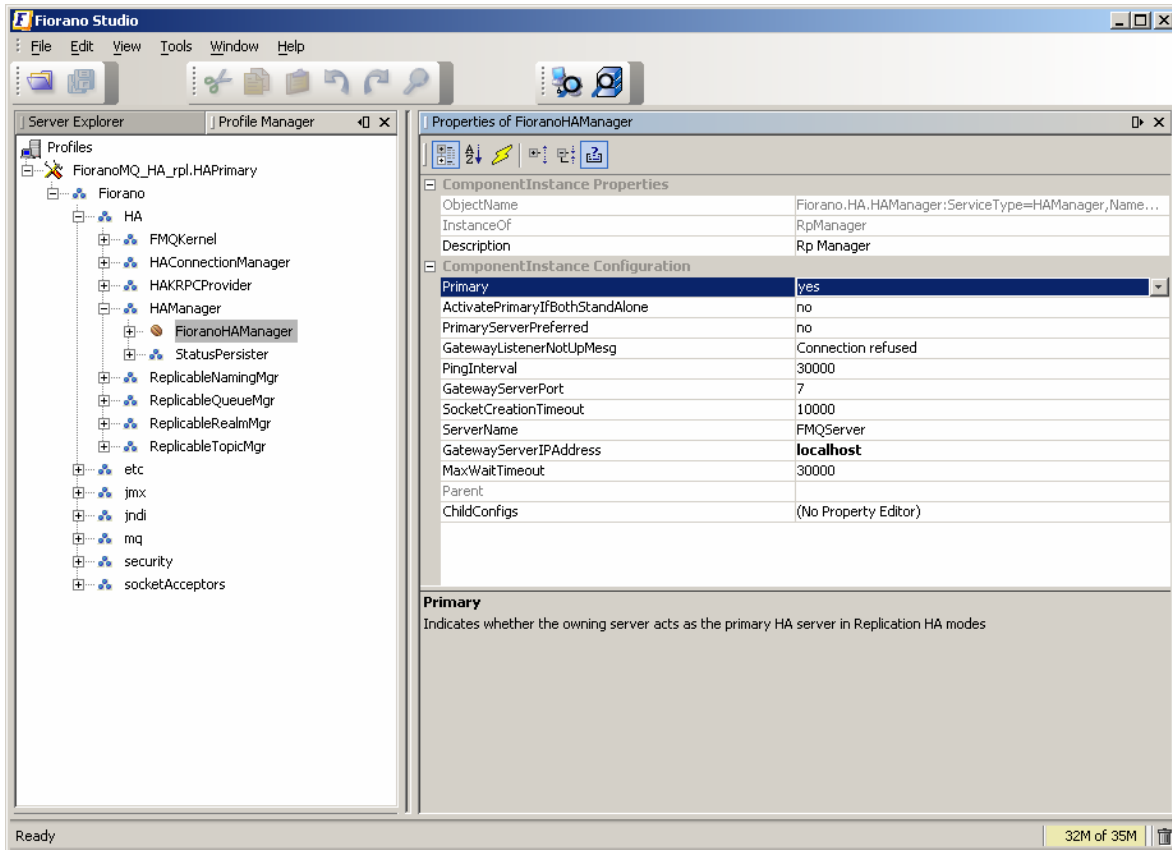 Fiorano Studio
File Edit View Tools Window Help
Server Explorer Profile Manager
Profiles
FioranoMQ_HA_rpl.HAPrimary
Fiorano
HA
FMQKernel
HAConnectionManager
HAKRPCProvider
HAManager
FioranoHAManager
StatusPersister
ReplicableNamingMgr
ReplicableQueueMgr
ReplicableRealmMgr
ReplicableTopicMgr
etc
jmx
jndi
mq
security
socketAcceptors
Properties of FioranoHAManager
ComponentInstance Properties
ObjectName Fiorano.HA.HAManager:ServiceType=HAManager,Name...
InstanceOf RpManager
Description Rp Manager
ComponentInstance Configuration
Primary yes
ActivatePrimaryIfBothStandAlone no
PrimaryServerPreferred no
GatewayListenerNotUpMesg Connection refused
PingInterval 30000
GatewayServerPort 7
SocketCreationTimeout 10000
ServerName FMQServer
GatewayServerIPAddress localhost
MaxWaitTimeout 30000
Parent
ChildConfigs (No Property Editor)
Primary
Indicates whether the owning server acts as the primary HA server in Replication HA modes
Ready 32M of 35M